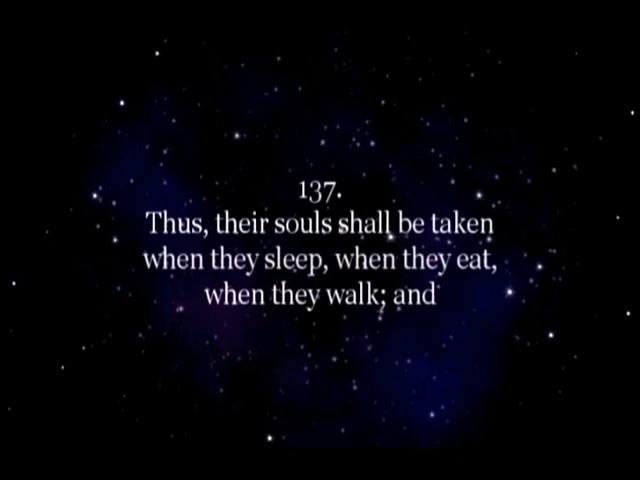 137.
Thus, their souls shall be taken
when they sleep, when they eat,
when they walk; and